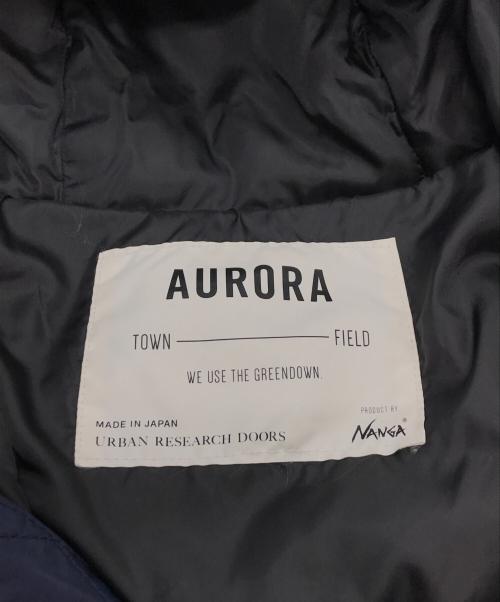 AURORA
TOWN FIELD
WE USE THE GREENDOWN.
PRODUCT BY
MADE IN JAPAN
NANGA®
URBAN RESEARCH DOORS